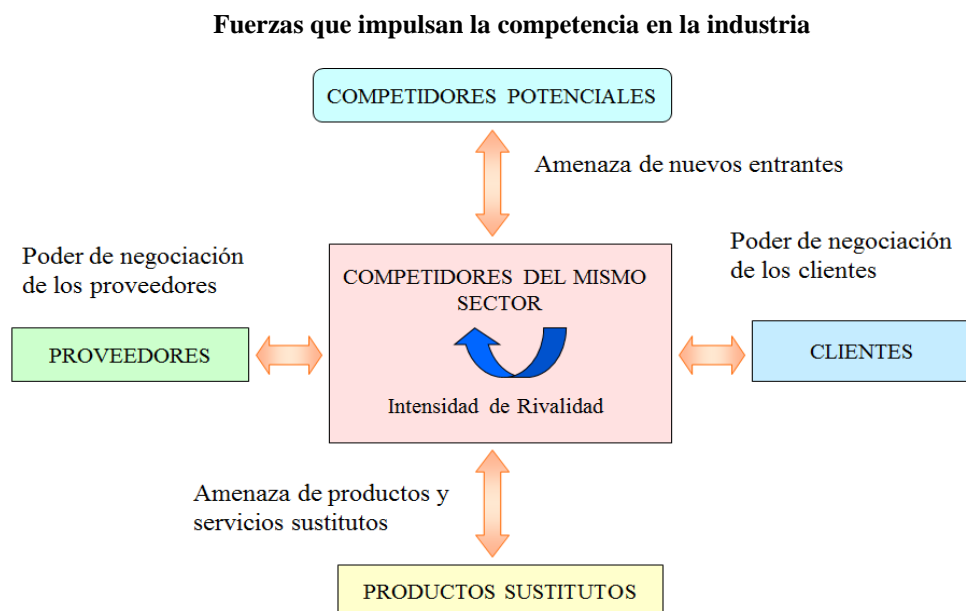 Fuerzas que impulsan la competencia en la industria
COMPETIDORES POTENCIALES
Amenaza de nuevos entrantes
Poder de negociación
de los proveedores
Poder de negociación
de los clientes
COMPETIDORES DEL MISMO
SECTOR
PROVEEDORES
CLIENTES
Intensidad de Rivalidad
Amenaza de productos y
servicios sustitutos
PRODUCTOS SUSTITUTOS